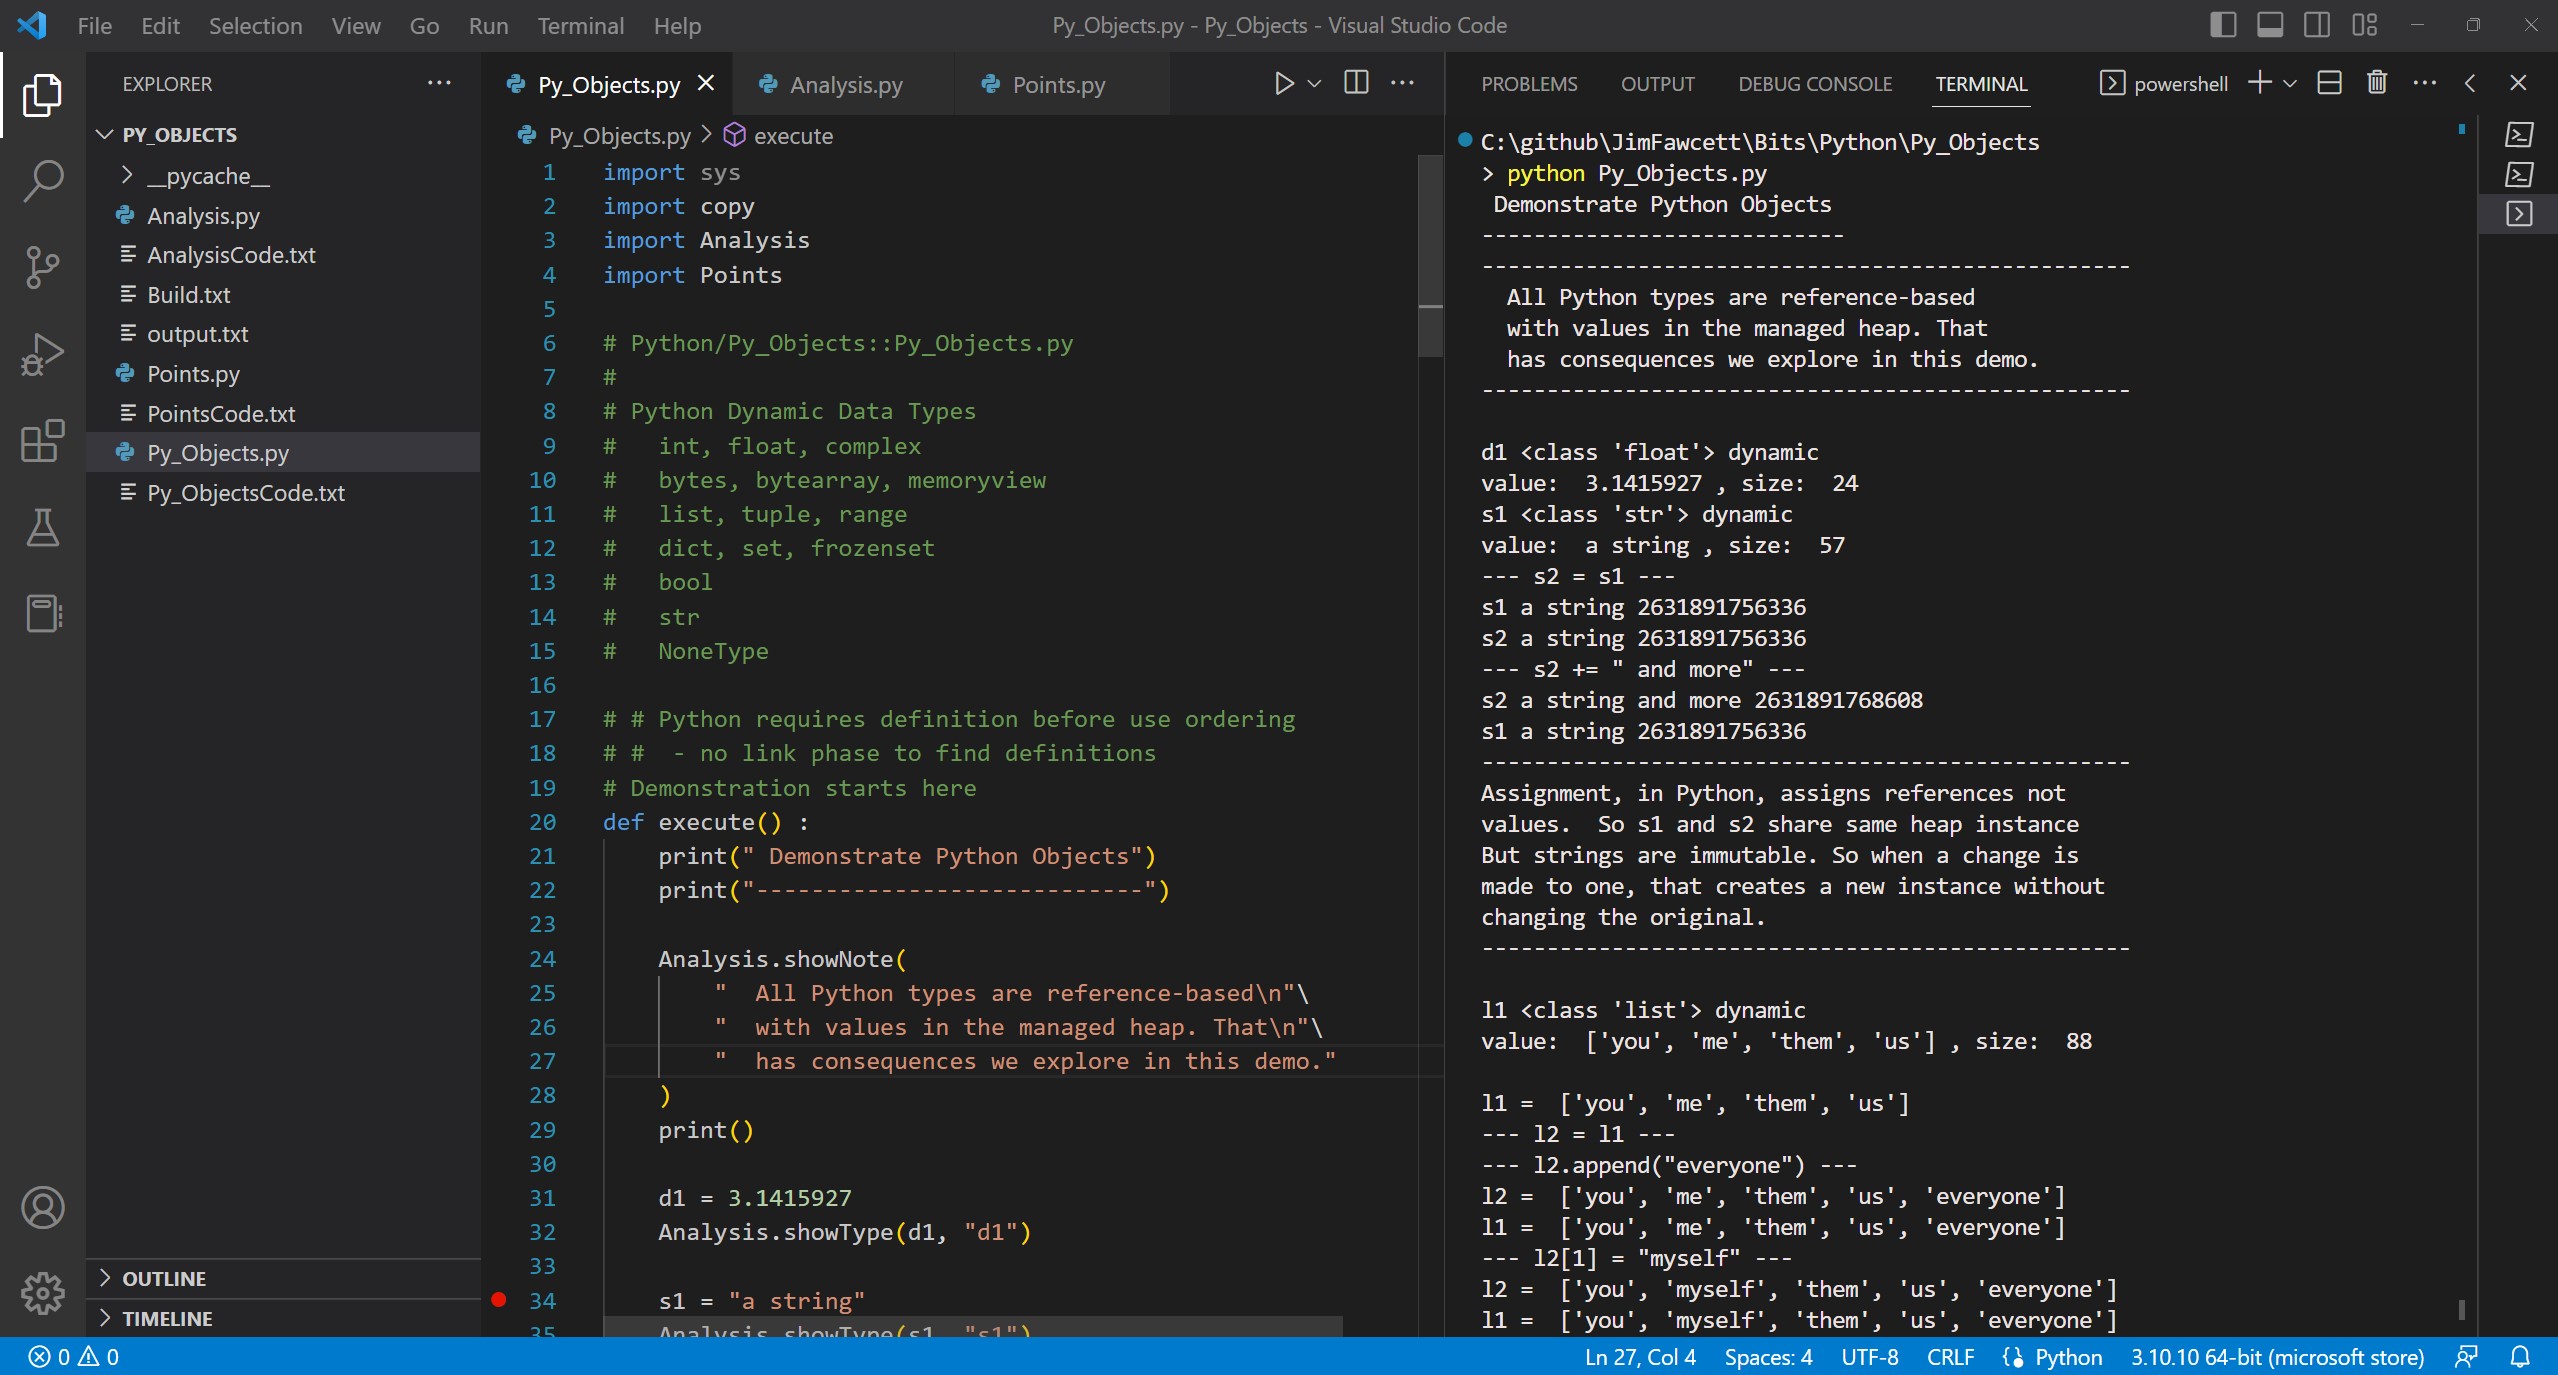 File Edit Selection View Go Run Terminal Help
Py_Objects.py - Py_Objects - Visual Studio Code
EXPLORER
PY_OBJECTS
__pycache__
Analysis.py
AnalysisCode.txt
Build.txt
output.txt
Points.py
PointsCode.txt
Py_Objects.py
Py_ObjectsCode.txt
OUTLINE
TIMELINE
Py_Objects.py Analysis.py Points.py
Py_Objects.py > execute
1 import sys
2 import copy
3 import Analysis
4 import Points
5
6 # Python/Py_Objects::Py_Objects.py
7 #
8 # Python Dynamic Data Types
9 #   int, float, complex
10 #   bytes, bytearray, memoryview
11 #   list, tuple, range
12 #   dict, set, frozenset
13 #   bool
14 #   str
15 #   NoneType
16
17 # # Python requires definition before use ordering
18 # #  - no link phase to find definitions
19 # Demonstration starts here
20 def execute() :
21     print(" Demonstrate Python Objects")
22     print("----------------------------")
23
24     Analysis.showNote(
25         "  All Python types are reference-based\n"\
26         "  with values in the managed heap. That\n"\
27         "  has consequences we explore in this demo."
28     )
29     print()
30
31     d1 = 3.1415927
32     Analysis.showType(d1, "d1")
33
34     s1 = "a string"
35     Analysis.showType(s1, "s1")
PROBLEMS OUTPUT DEBUG CONSOLE TERMINAL powershell
C:\github\JimFawcett\Bits\Python\Py_Objects
> python Py_Objects.py
 Demonstrate Python Objects
----------------------------
--------------------------------------------------
  All Python types are reference-based
  with values in the managed heap. That
  has consequences we explore in this demo.
--------------------------------------------------
d1 <class 'float'> dynamic
value:  3.1415927 , size:  24
s1 <class 'str'> dynamic
value:  a string , size:  57
--- s2 = s1 ---
s1 a string 2631891756336
s2 a string 2631891756336
--- s2 += " and more" ---
s2 a string and more 2631891768608
s1 a string 2631891756336
--------------------------------------------------
Assignment, in Python, assigns references not
values.  So s1 and s2 share same heap instance
But strings are immutable. So when a change is
made to one, that creates a new instance without
changing the original.
--------------------------------------------------
l1 <class 'list'> dynamic
value:  ['you', 'me', 'them', 'us'] , size:  88
l1 =  ['you', 'me', 'them', 'us']
--- l2 = l1 ---
--- l2.append("everyone") ---
l2 =  ['you', 'me', 'them', 'us', 'everyone']
l1 =  ['you', 'me', 'them', 'us', 'everyone']
--- l2[1] = "myself" ---
l2 =  ['you', 'myself', 'them', 'us', 'everyone']
l1 =  ['you', 'myself', 'them', 'us', 'everyone']
0 0 Ln 27, Col 4 Spaces: 4 UTF-8 CRLF Python 3.10.10 64-bit (microsoft store)